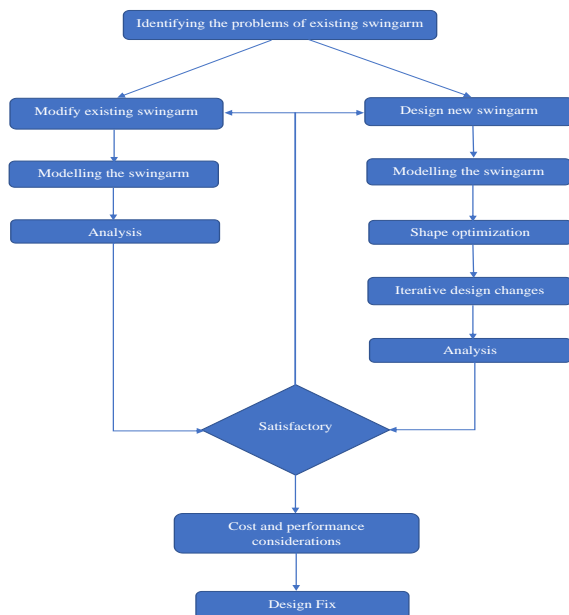 Identifying the problems of existing swingarm
Modify existing swingarm
Design new swingarm
Modelling the swingarm
Modelling the swingarm
Analysis
Shape optimization
Iterative design changes
Analysis
Satisfactory
Cost and performance
considerations
Design Fix